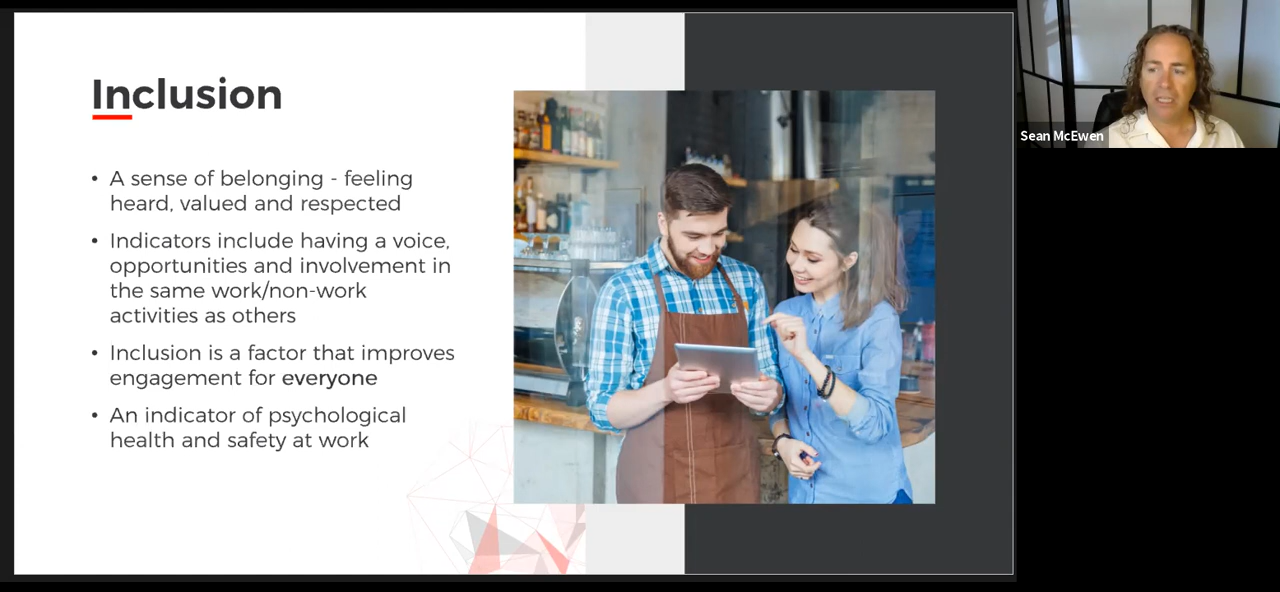 Inclusion
• A sense of belonging - feeling
heard, valued and respected
• Indicators include having a voice,
opportunities and involvement in
the same work/non-work
activities as others
• Inclusion is a factor that improves
engagement for everyone
• An indicator of psychological
health and safety at work
Sean McEwen